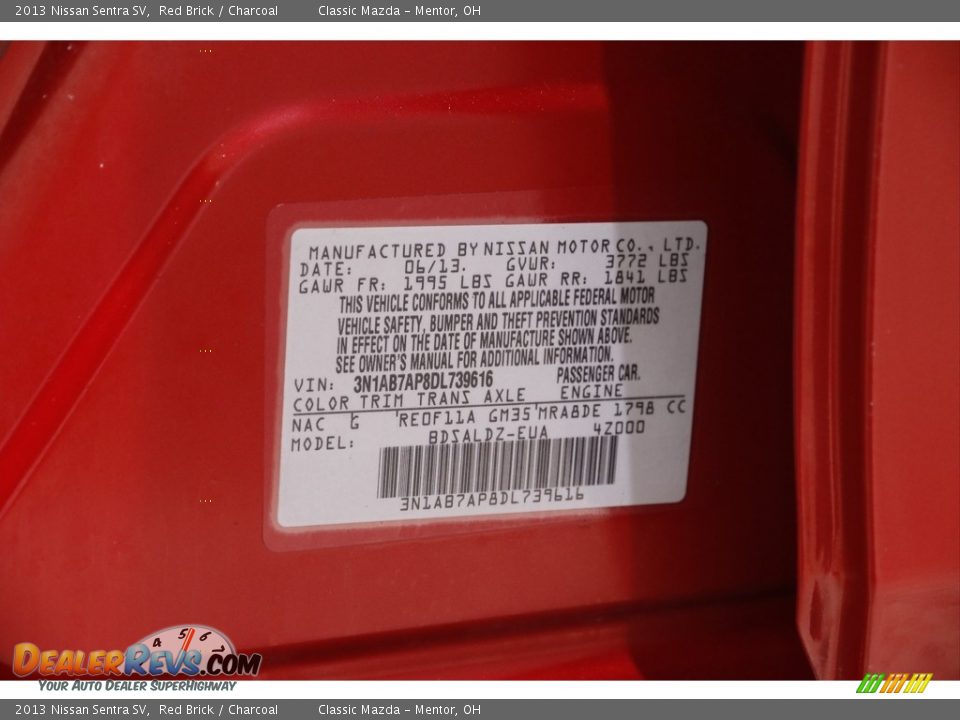 2013 Nissan Sentra SV, Red Brick / Charcoal Classic Mazda - Mentor, OH
MANUFACTURED BY NISSAN MOTOR CO., LTD.
DATE: 06/13. GVWR: 3772 LBS
GAWR FR: 1995 LBS GAWR RR: 1841 LBS
THIS VEHICLE CONFORMS TO ALL APPLICABLE FEDERAL MOTOR
VEHICLE SAFETY, BUMPER AND THEFT PREVENTION STANDARDS
IN EFFECT ON THE DATE OF MANUFACTURE SHOWN ABOVE.
SEE OWNER'S MANUAL FOR ADDITIONAL INFORMATION.
VIN: 3N1AB7AP8DL739616 PASSENGER CAR.
COLOR TRIM TRANS AXLE ENGINE
NAC G RE0F11A GM35 MRA8DE 1798 CC
MODEL: BDSALDZ-EUA 4Z000
3N1AB7AP8DL739616
4 5 6
DEALERREVS.COM
YOUR AUTO DEALER SUPERHIGHWAY
2013 Nissan Sentra SV, Red Brick / Charcoal Classic Mazda - Mentor, OH